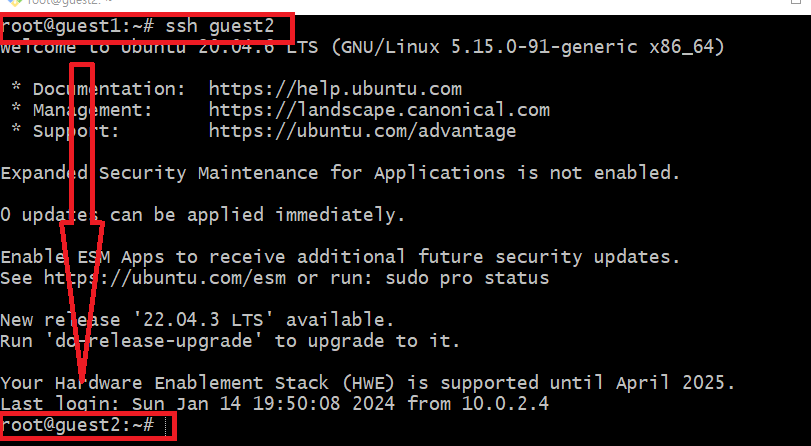 root@guest1:~# ssh guest2
Welcome to Ubuntu 20.04.6 LTS (GNU/Linux 5.15.0-91-generic x86_64)
* Documentation:  https://help.ubuntu.com
* Management:     https://landscape.canonical.com
* Support:        https://ubuntu.com/advantage
Expanded Security Maintenance for Applications is not enabled.
0 updates can be applied immediately.
Enable ESM Apps to receive additional future security updates.
See https://ubuntu.com/esm or run: sudo pro status
New release '22.04.3 LTS' available.
Run 'do-release-upgrade' to upgrade to it.
Your Hardware Enablement Stack (HWE) is supported until April 2025.
Last login: Sun Jan 14 19:50:08 2024 from 10.0.2.4
root@guest2:~#